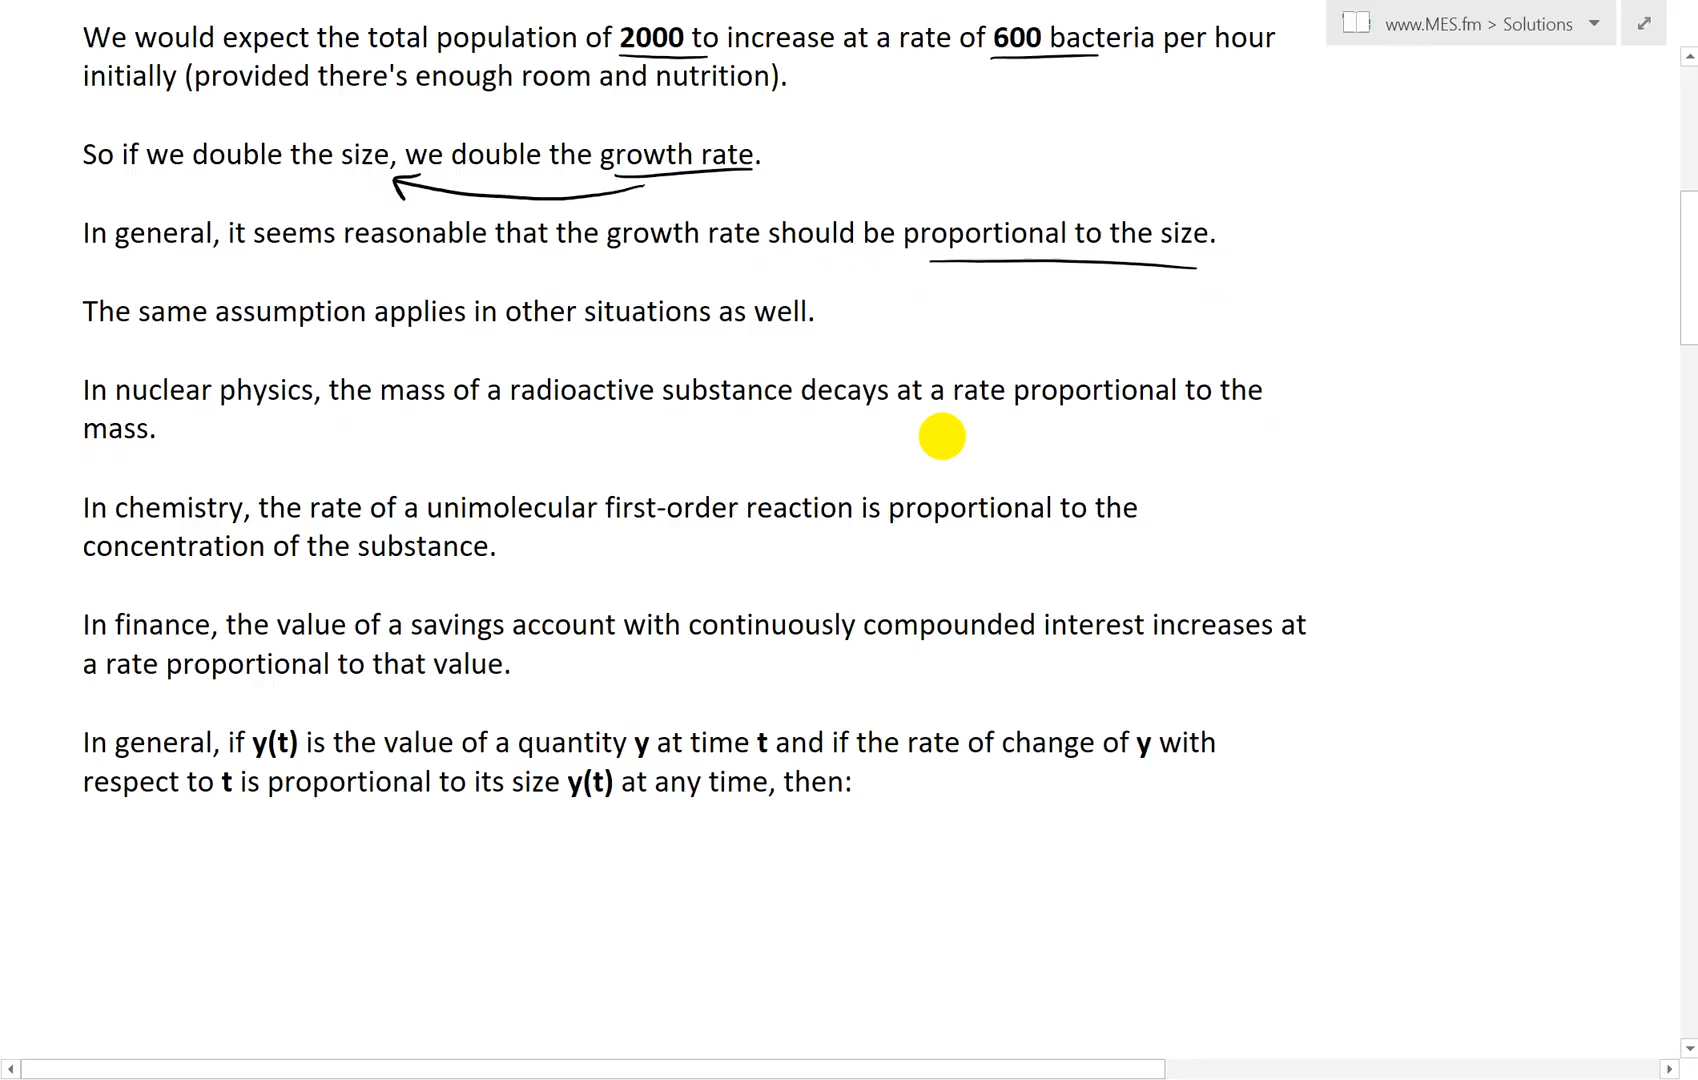 www.MES.fm > Solutions
We would expect the total population of 2000 to increase at a rate of 600 bacteria per hour
initially (provided there's enough room and nutrition).
So if we double the size, we double the growth rate.
In general, it seems reasonable that the growth rate should be proportional to the size.
The same assumption applies in other situations as well.
In nuclear physics, the mass of a radioactive substance decays at a rate proportional to the
mass.
In chemistry, the rate of a unimolecular first-order reaction is proportional to the
concentration of the substance.
In finance, the value of a savings account with continuously compounded interest increases at
a rate proportional to that value.
In general, if y(t) is the value of a quantity y at time t and if the rate of change of y with
respect to t is proportional to its size y(t) at any time, then: